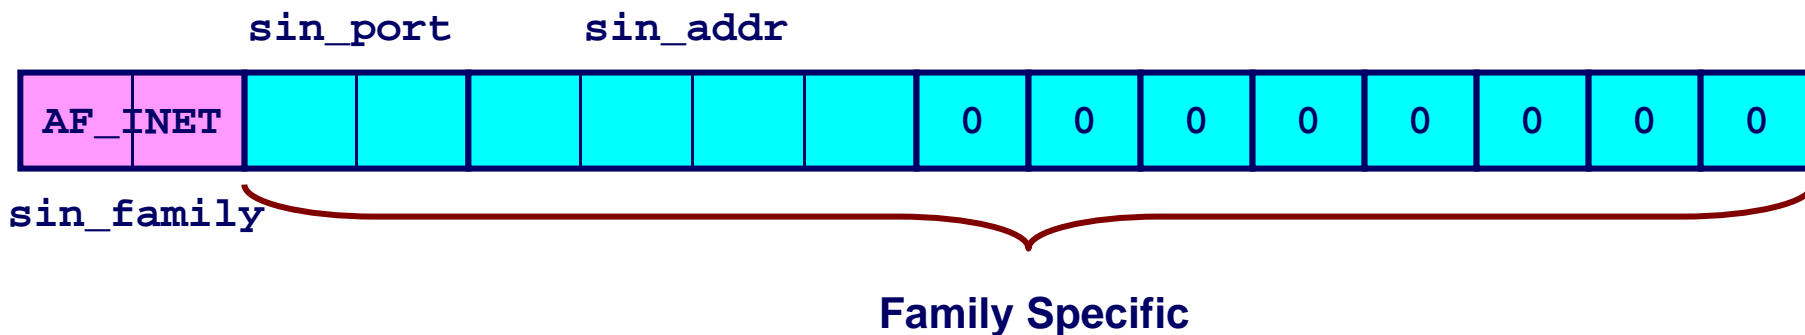 sin_port sin_addr
AF_INET 0 0 0 0 0 0 0 0
sin_family
Family Specific